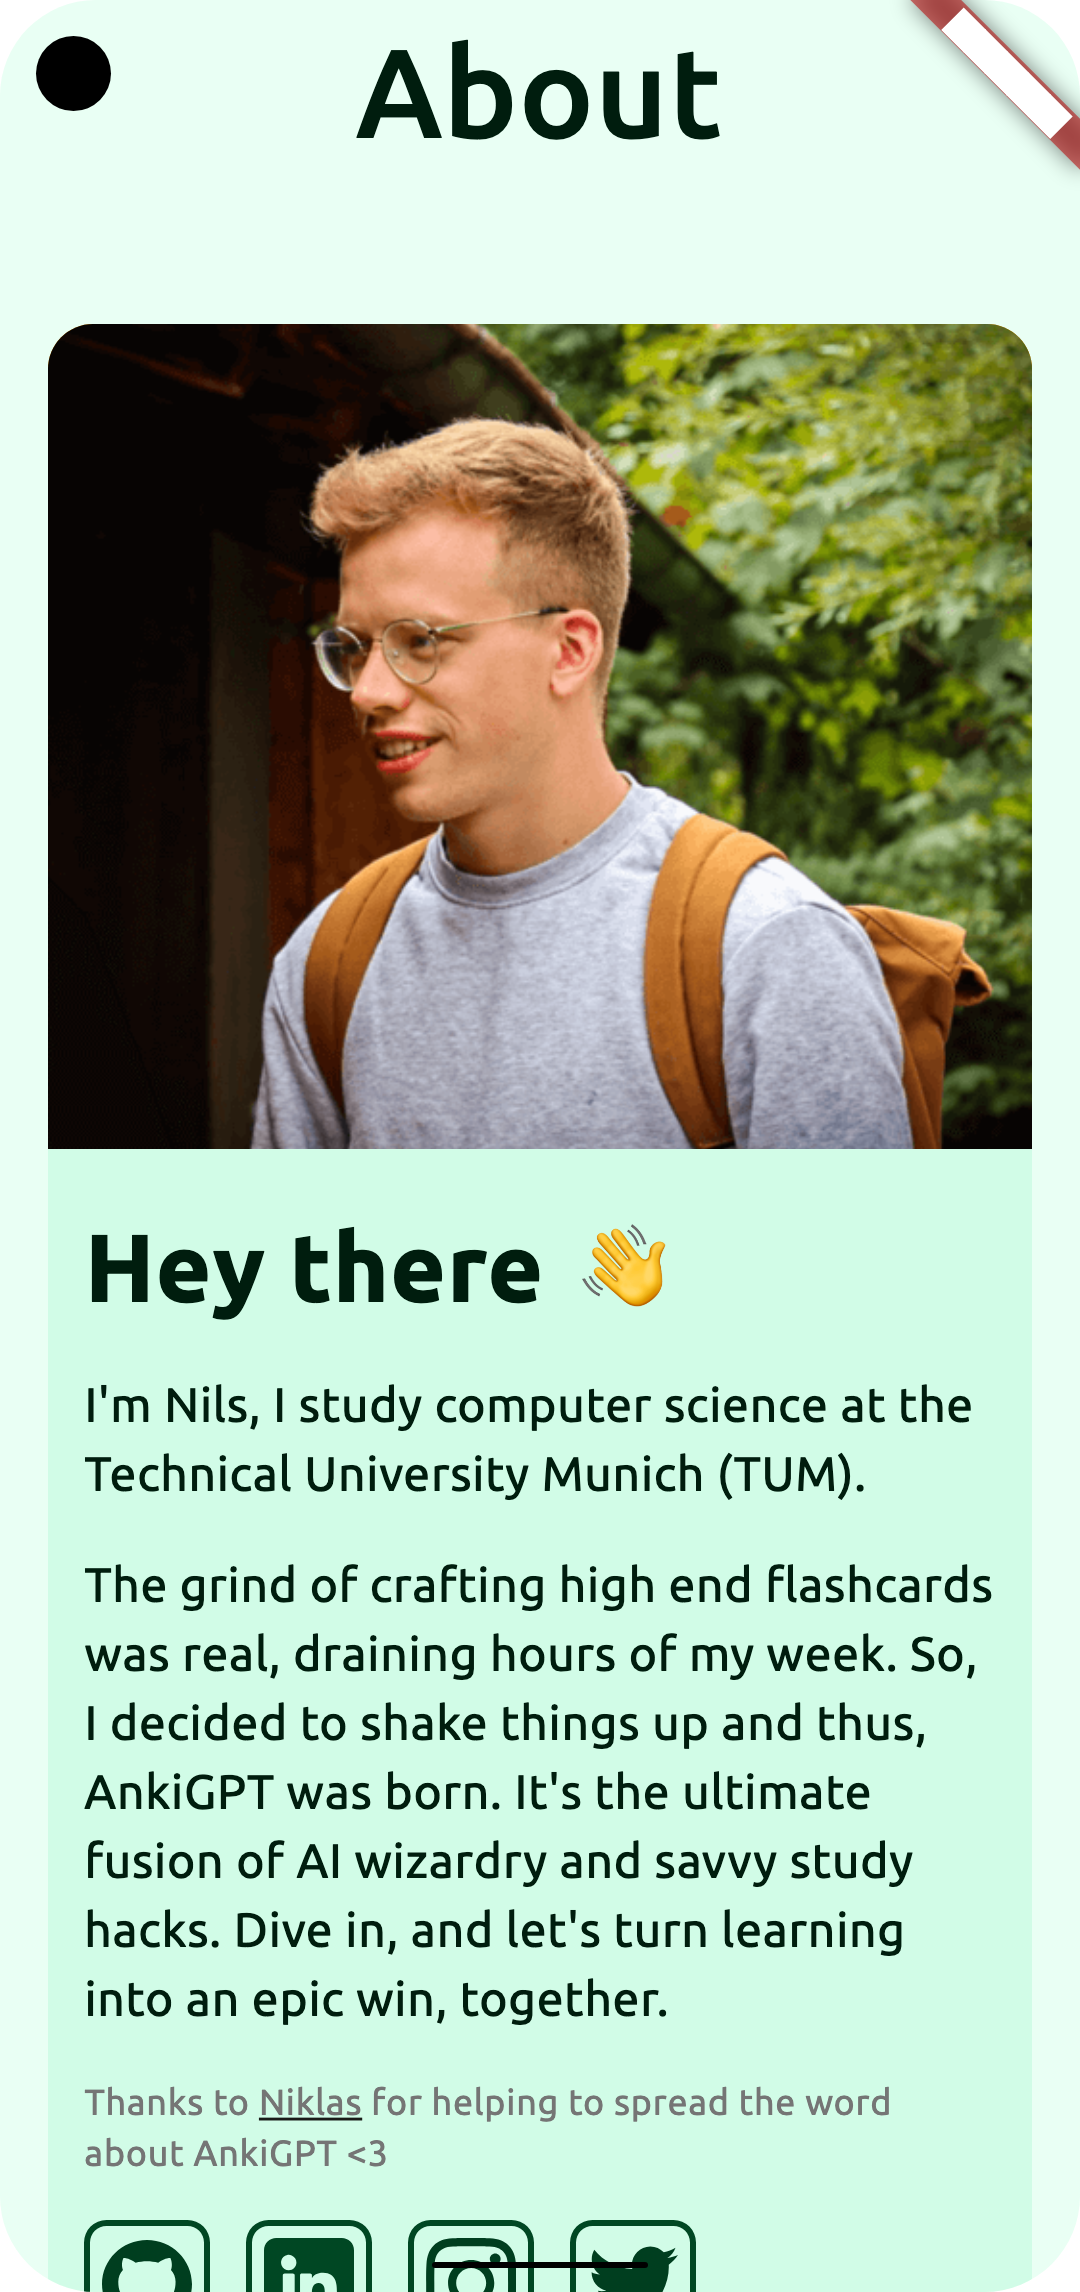 About
Hey there 👋
I'm Nils, I study computer science at the
Technical University Munich (TUM).
The grind of crafting high end flashcards
was real, draining hours of my week. So,
I decided to shake things up and thus,
AnkiGPT was born. It's the ultimate
fusion of AI wizardry and savvy study
hacks. Dive in, and let's turn learning
into an epic win, together.
Thanks to Niklas for helping to spread the word
about AnkiGPT <3
in